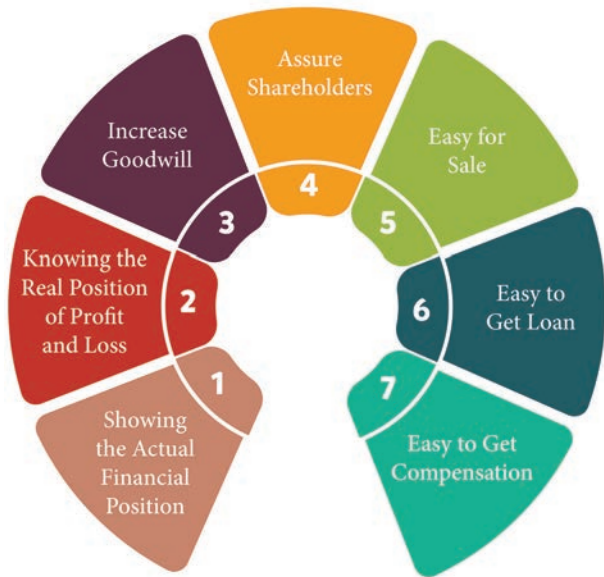 1
Showing
the Actual
Financial
Position
2
Knowing the
Real Position
of Profit
and Loss
3
Increase
Goodwill
4
Assure
Shareholders
5
Easy for
Sale
6
Easy to
Get Loan
7
Easy to Get
Compensation